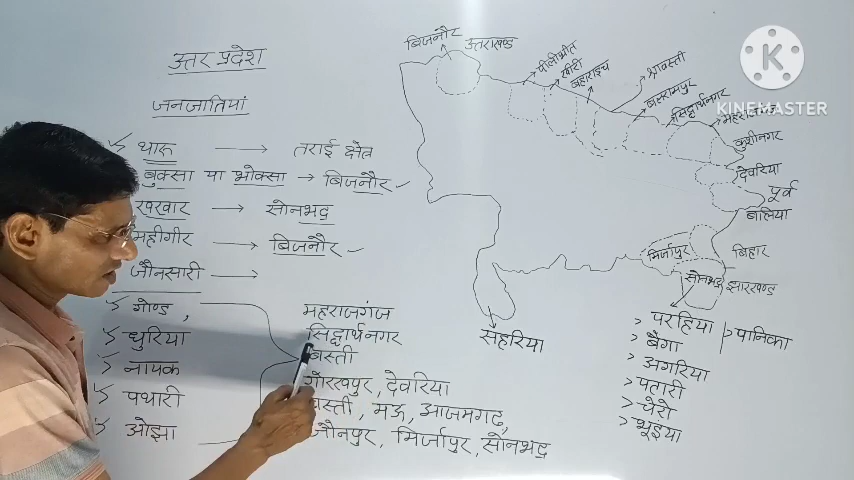 उत्तर प्रदेश
जनजातियां
थारू → तराई क्षेत्र
बुक्सा या भोक्सा → बिजनौर
खरवार → सोनभद्र
महीगीर → बिजनौर
जौनसारी →
गोण्ड,
धुरिया
नायक
पथारी
ओझा
महराजगंज
सिद्धार्थनगर
बस्ती
गोरखपुर, देवरिया
बस्ती, मऊ, आजमगढ़,
जौनपुर, मिर्जापुर, सोनभद्र
बिजनौर
उत्तराखण्ड
पीलीभीत
खीरी
बहाराइच
श्रावस्ती
बलरामपुर
सिद्धार्थनगर
महराजगंज
कुशीनगर
देवरिया
पूर्व
बालिया
बिहार
मिर्जापुर
सोनभद्र
झारखण्ड
सहरिया
> परहिया
> बैगा
पानिका
> अगरिया
> पतारी
> चेरो
> भूइया
KINEMASTER